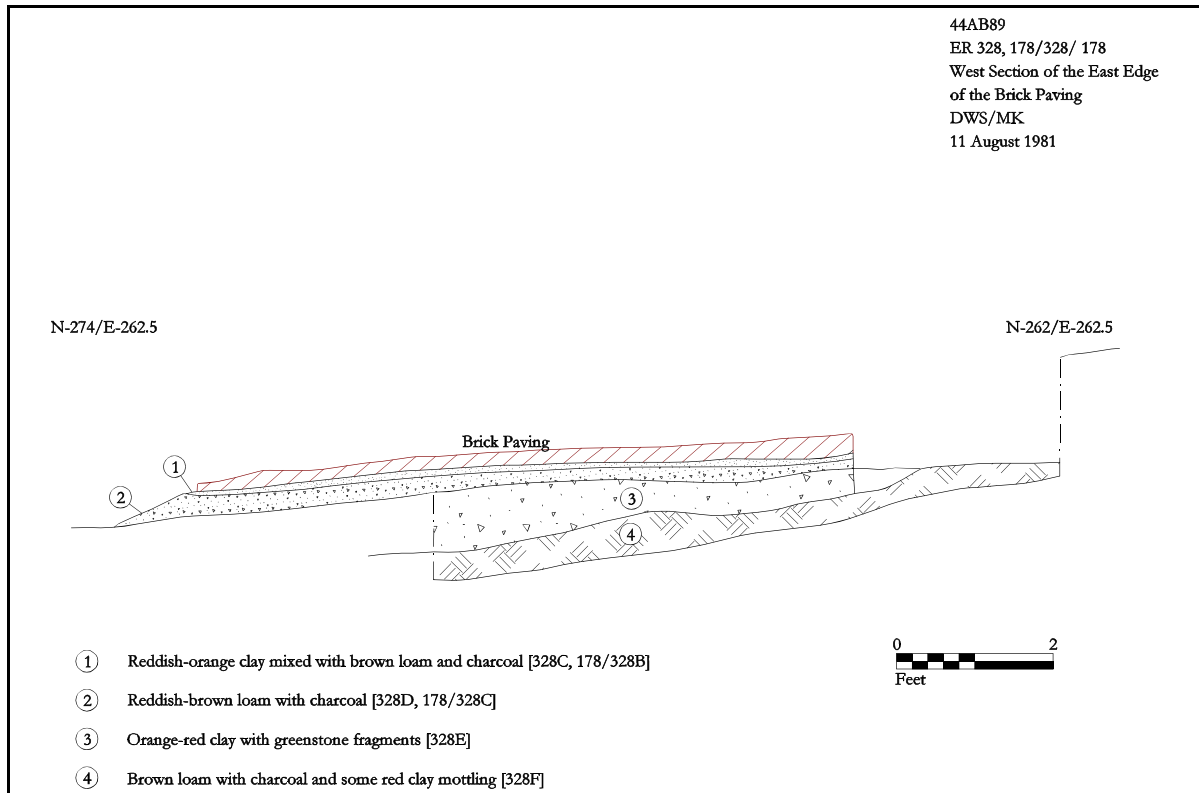 44AB89
ER 328, 178/328/ 178
West Section of the East Edge
of the Brick Paving
DWS/MK
11 August 1981
N-274/E-262.5
N-262/E-262.5
Brick Paving
1
2
3
4
0 2
Feet
1 Reddish-orange clay mixed with brown loam and charcoal [328C, 178/328B]
2 Reddish-brown loam with charcoal [328D, 178/328C]
3 Orange-red clay with greenstone fragments [328E]
4 Brown loam with charcoal and some red clay mottling [328F]